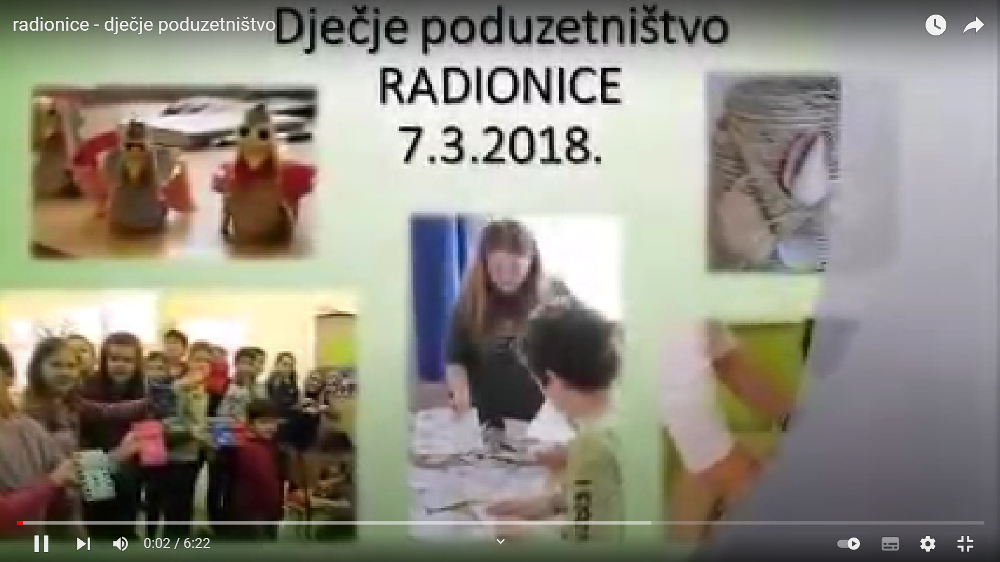 radionice - dječje poduzetništvo
Dječje poduzetništvo
RADIONICE
7.3.2018.
0:02 / 6:22